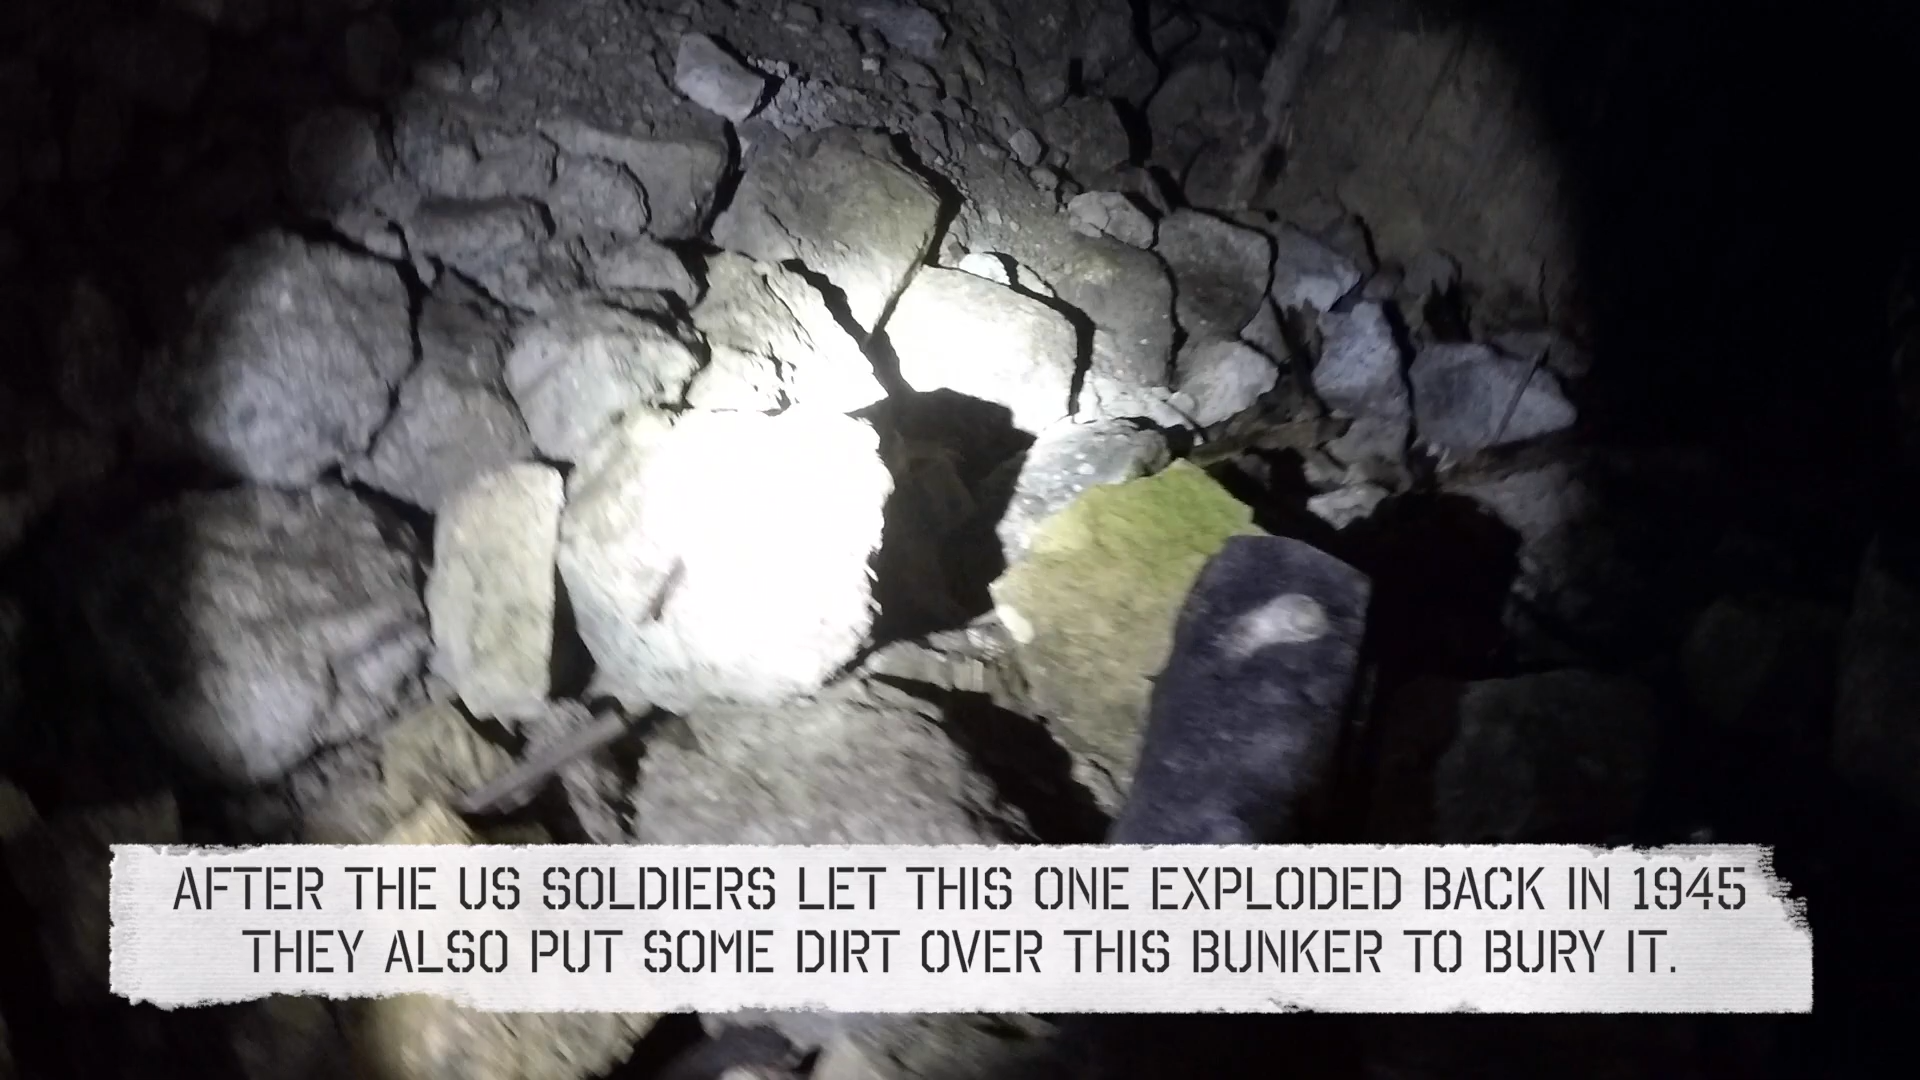 AFTER THE US SOLDIERS LET THIS ONE EXPLODED BACK IN 1945
THEY ALSO PUT SOME DIRT OVER THIS BUNKER TO BURY IT.